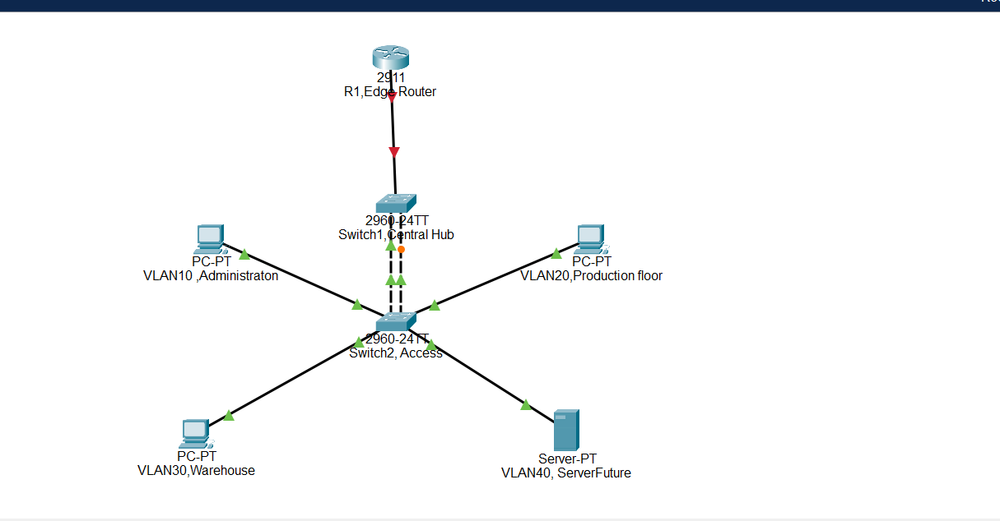 2911
R1,Edge Router
2960-24TT
Switch1,Central Hub
PC-PT
VLAN10 ,Administraton
PC-PT
VLAN20,Production floor
2960-24TT
Switch2, Access
PC-PT
VLAN30,Warehouse
Server-PT
VLAN40, ServerFuture